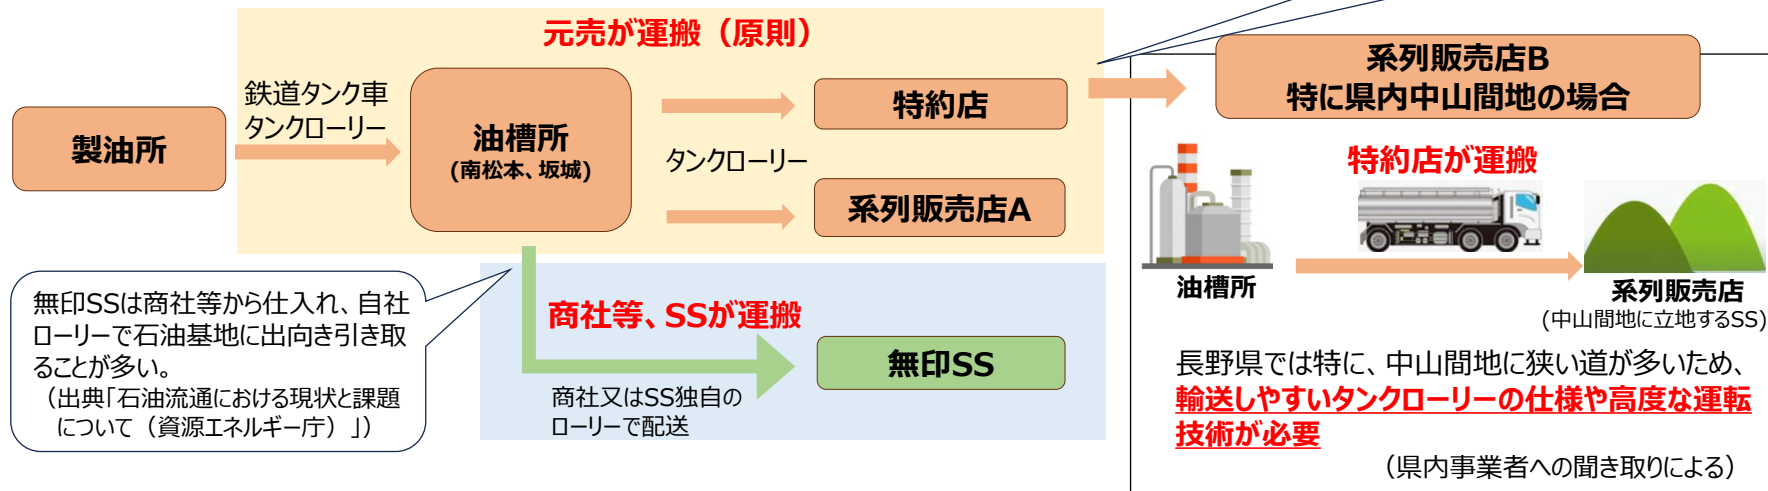 元売が運搬（原則）
製油所
鉄道タンク車
タンクローリー
油槽所
(南松本、坂城)
タンクローリー
特約店
系列販売店A
無印SSは商社等から仕入れ、自社
ローリーで石油基地に出向き引き取
ることが多い。
（出典「石油流通における現状と課題
について（資源エネルギー庁）」）
商社等、SSが運搬
無印SS
商社又はSS独自の
ローリーで配送
系列販売店B
特に県内中山間地の場合
特約店が運搬
油槽所
系列販売店
(中山間地に立地するSS)
長野県では特に、中山間地に狭い道が多いため、
輸送しやすいタンクローリーの仕様や高度な運転
技術が必要
（県内事業者への聞き取りによる）